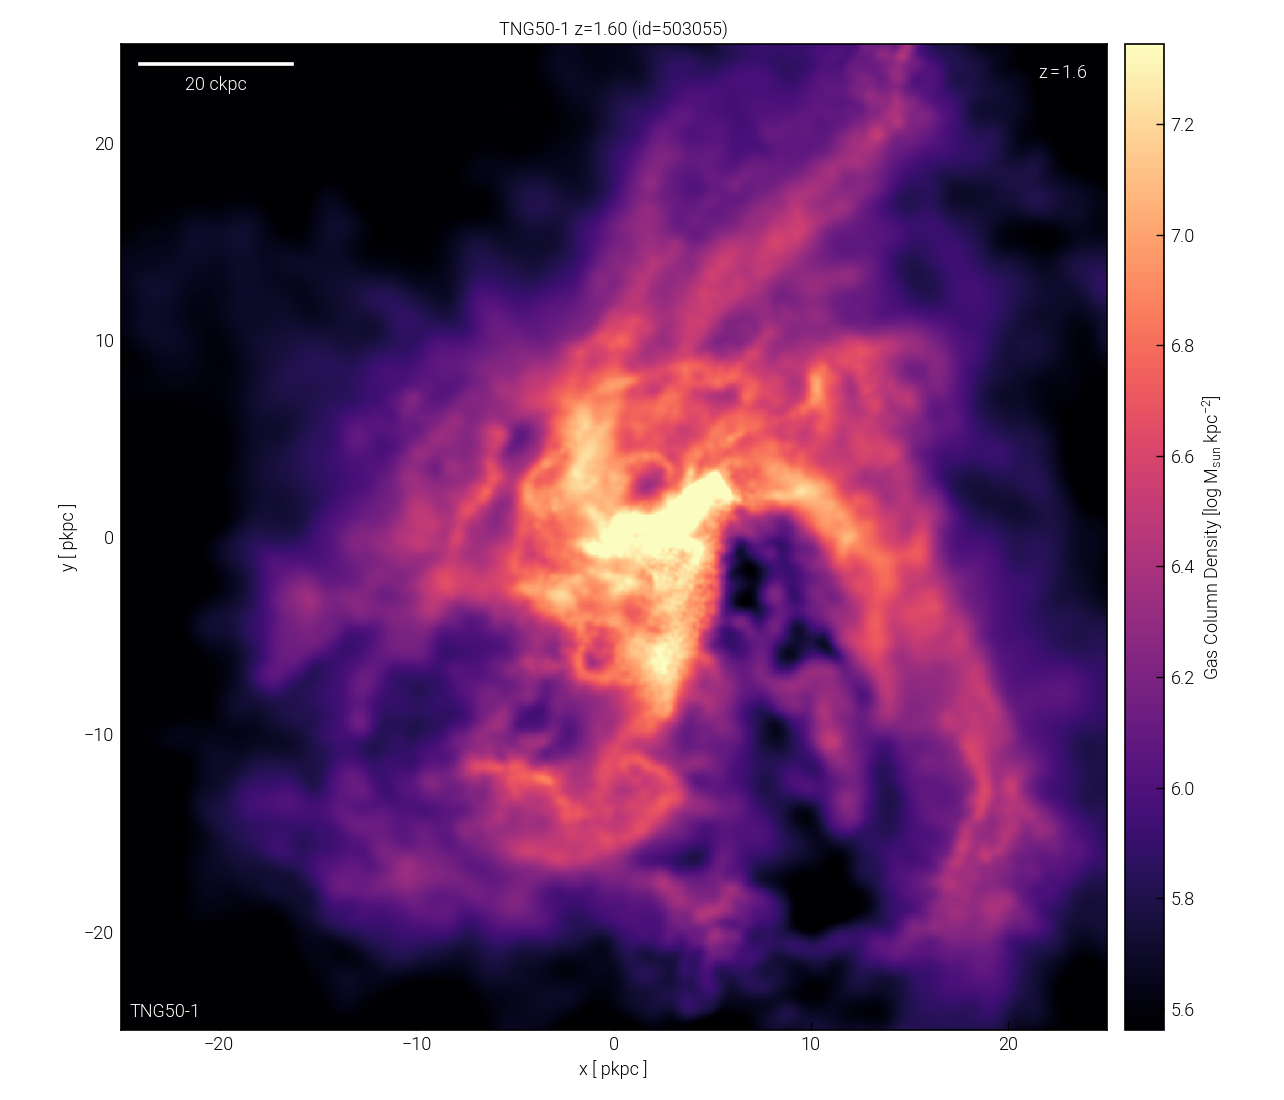 TNG50-1 z=1.60 (id=503055)
20 ckpc
z=1.6
TNG50-1
y [ pkpc ]
20
10
0
−10
−20
−20
−10
0
10
20
x [ pkpc ]
7.2
7.0
6.8
6.6
6.4
6.2
6.0
5.8
5.6
Gas Column Density [log M_sun kpc^−2]